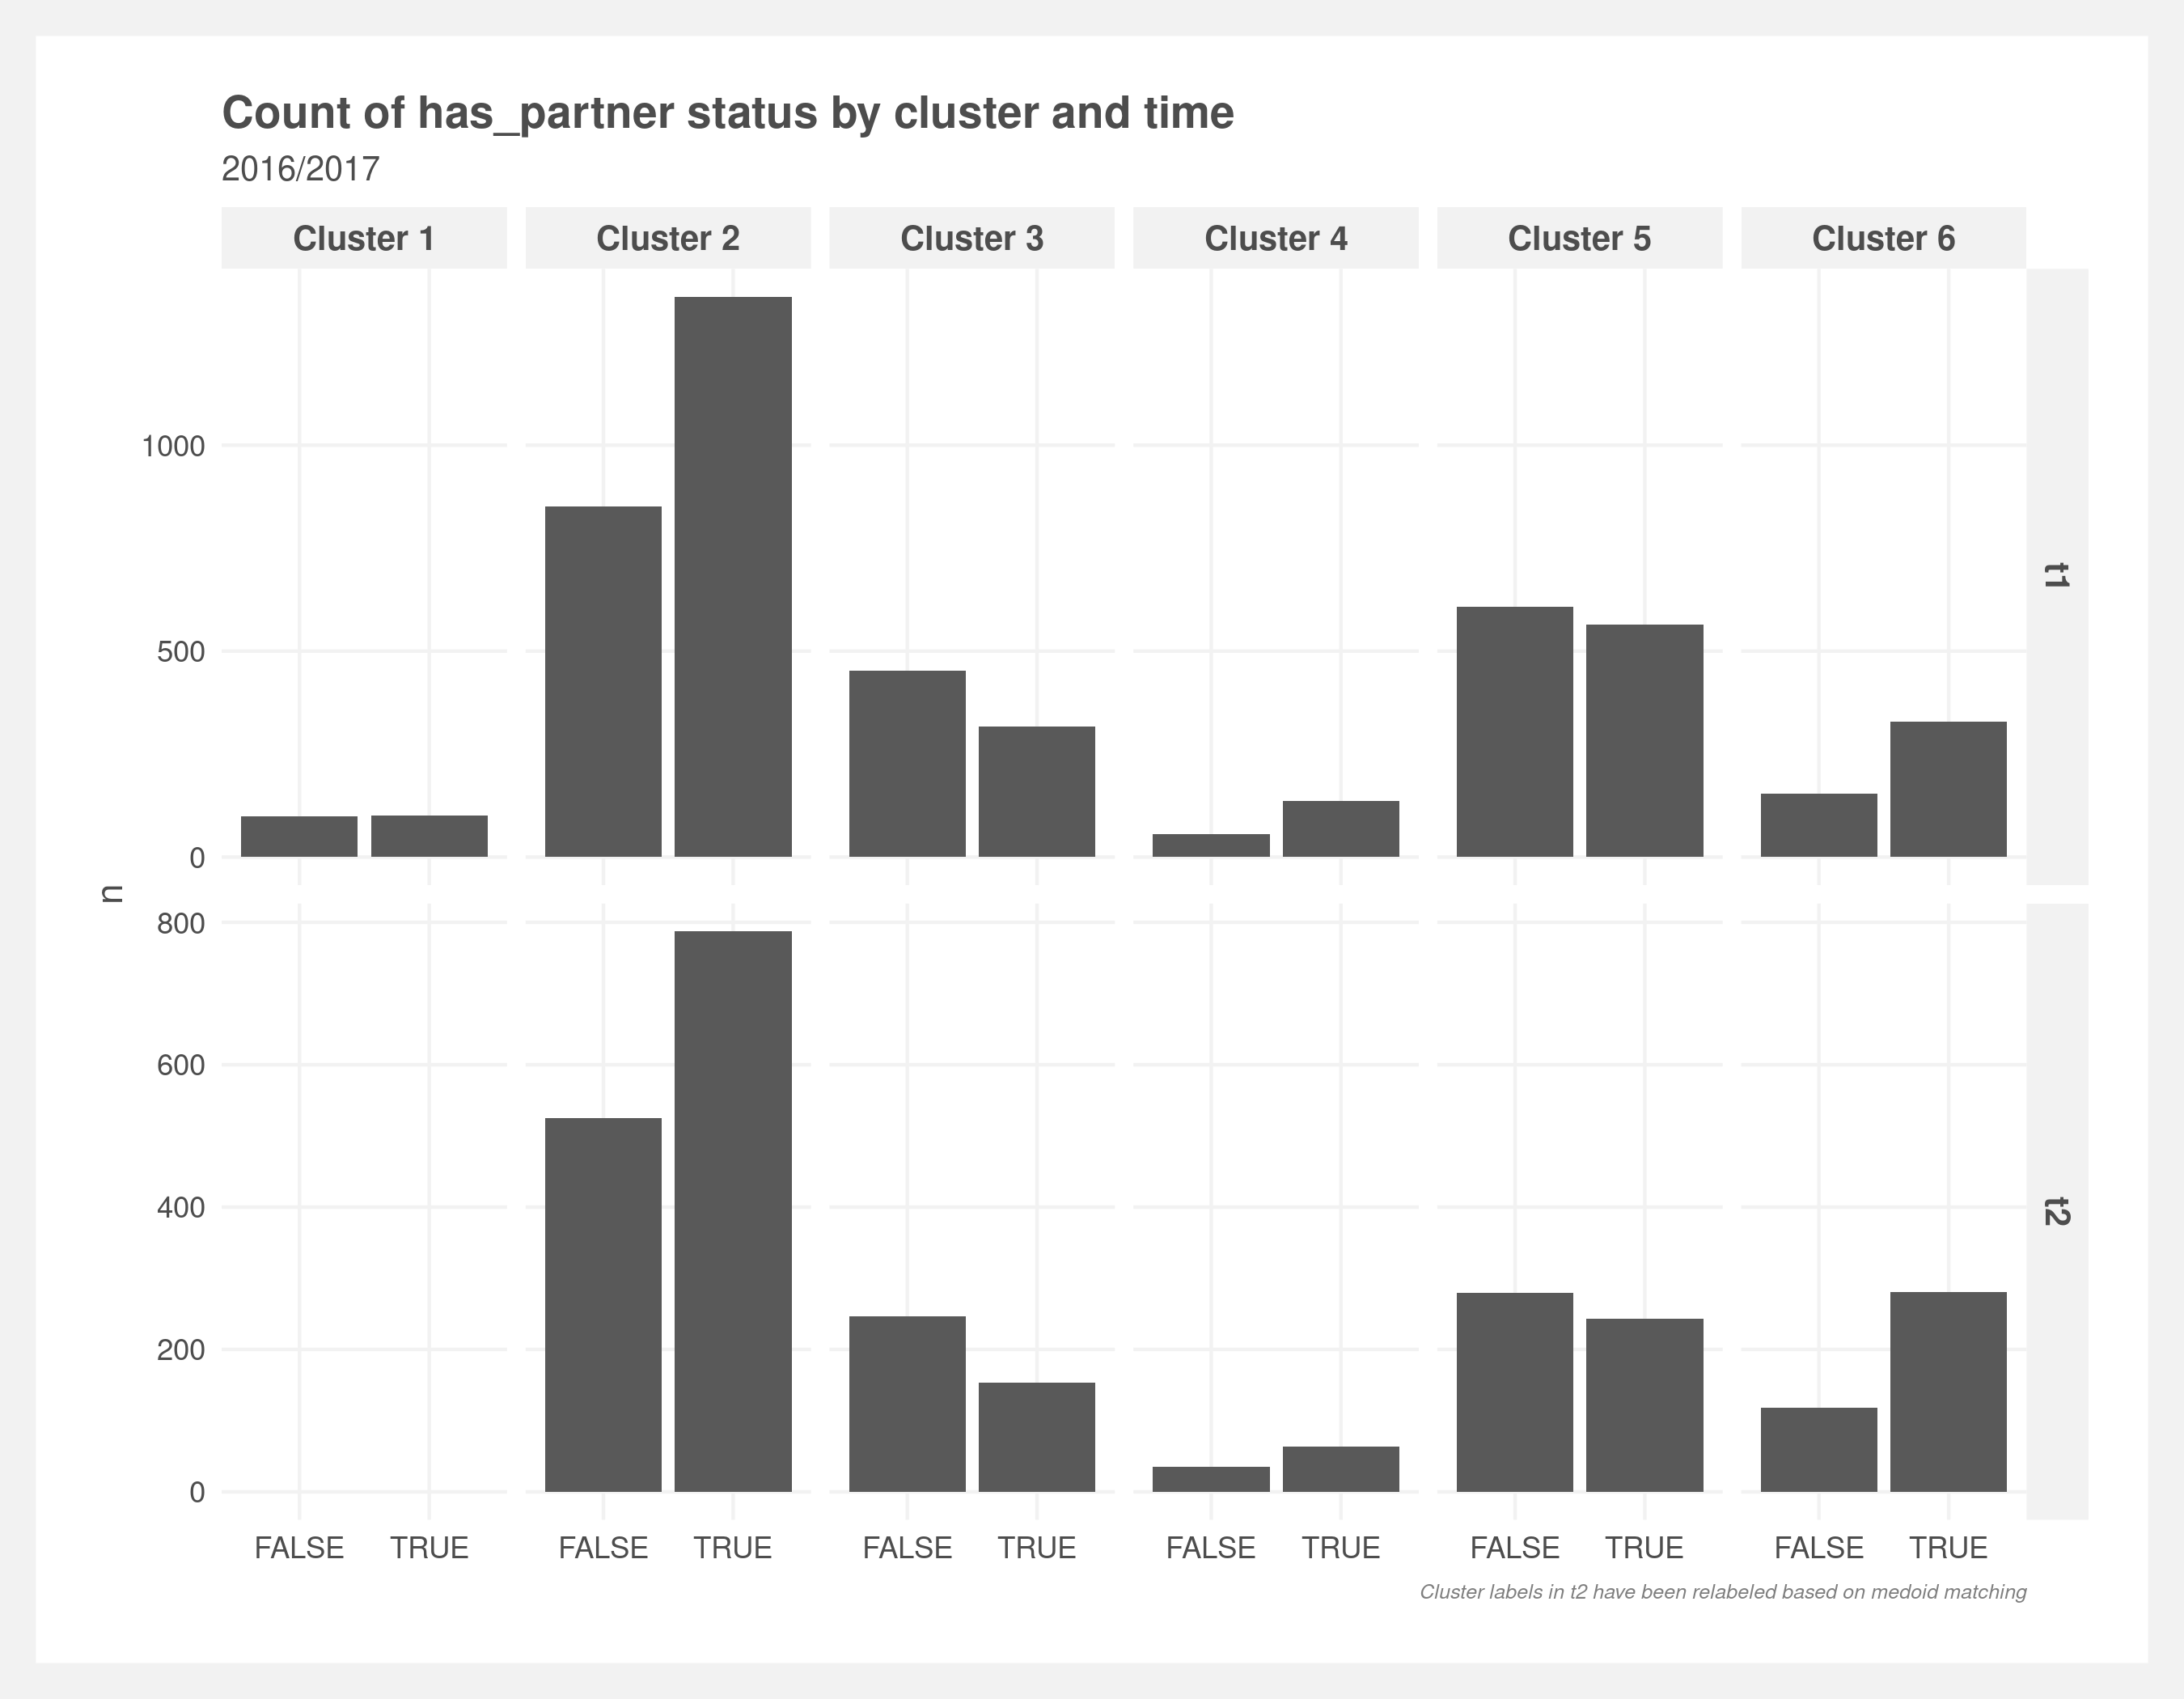 Count of has_partner status by cluster and time
2016/2017
Cluster 1 Cluster 2 Cluster 3 Cluster 4 Cluster 5 Cluster 6
1000
500
0
t1
n
800
600
400
200
0
t2
FALSE TRUE FALSE TRUE FALSE TRUE FALSE TRUE FALSE TRUE FALSE TRUE
Cluster labels in t2 have been relabeled based on medoid matching